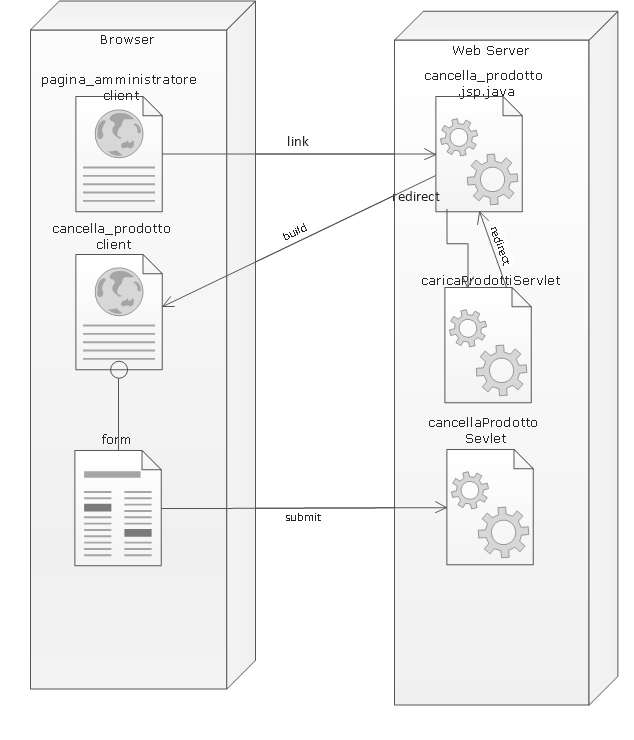 Browser
Web Server
pagina_amministratore
client
cancella_prodotto
.jsp.java
link
redirect
cancella_prodotto
client
build
redirect
caricaProdottiServlet
form
cancellaProdotto
Sevlet
submit